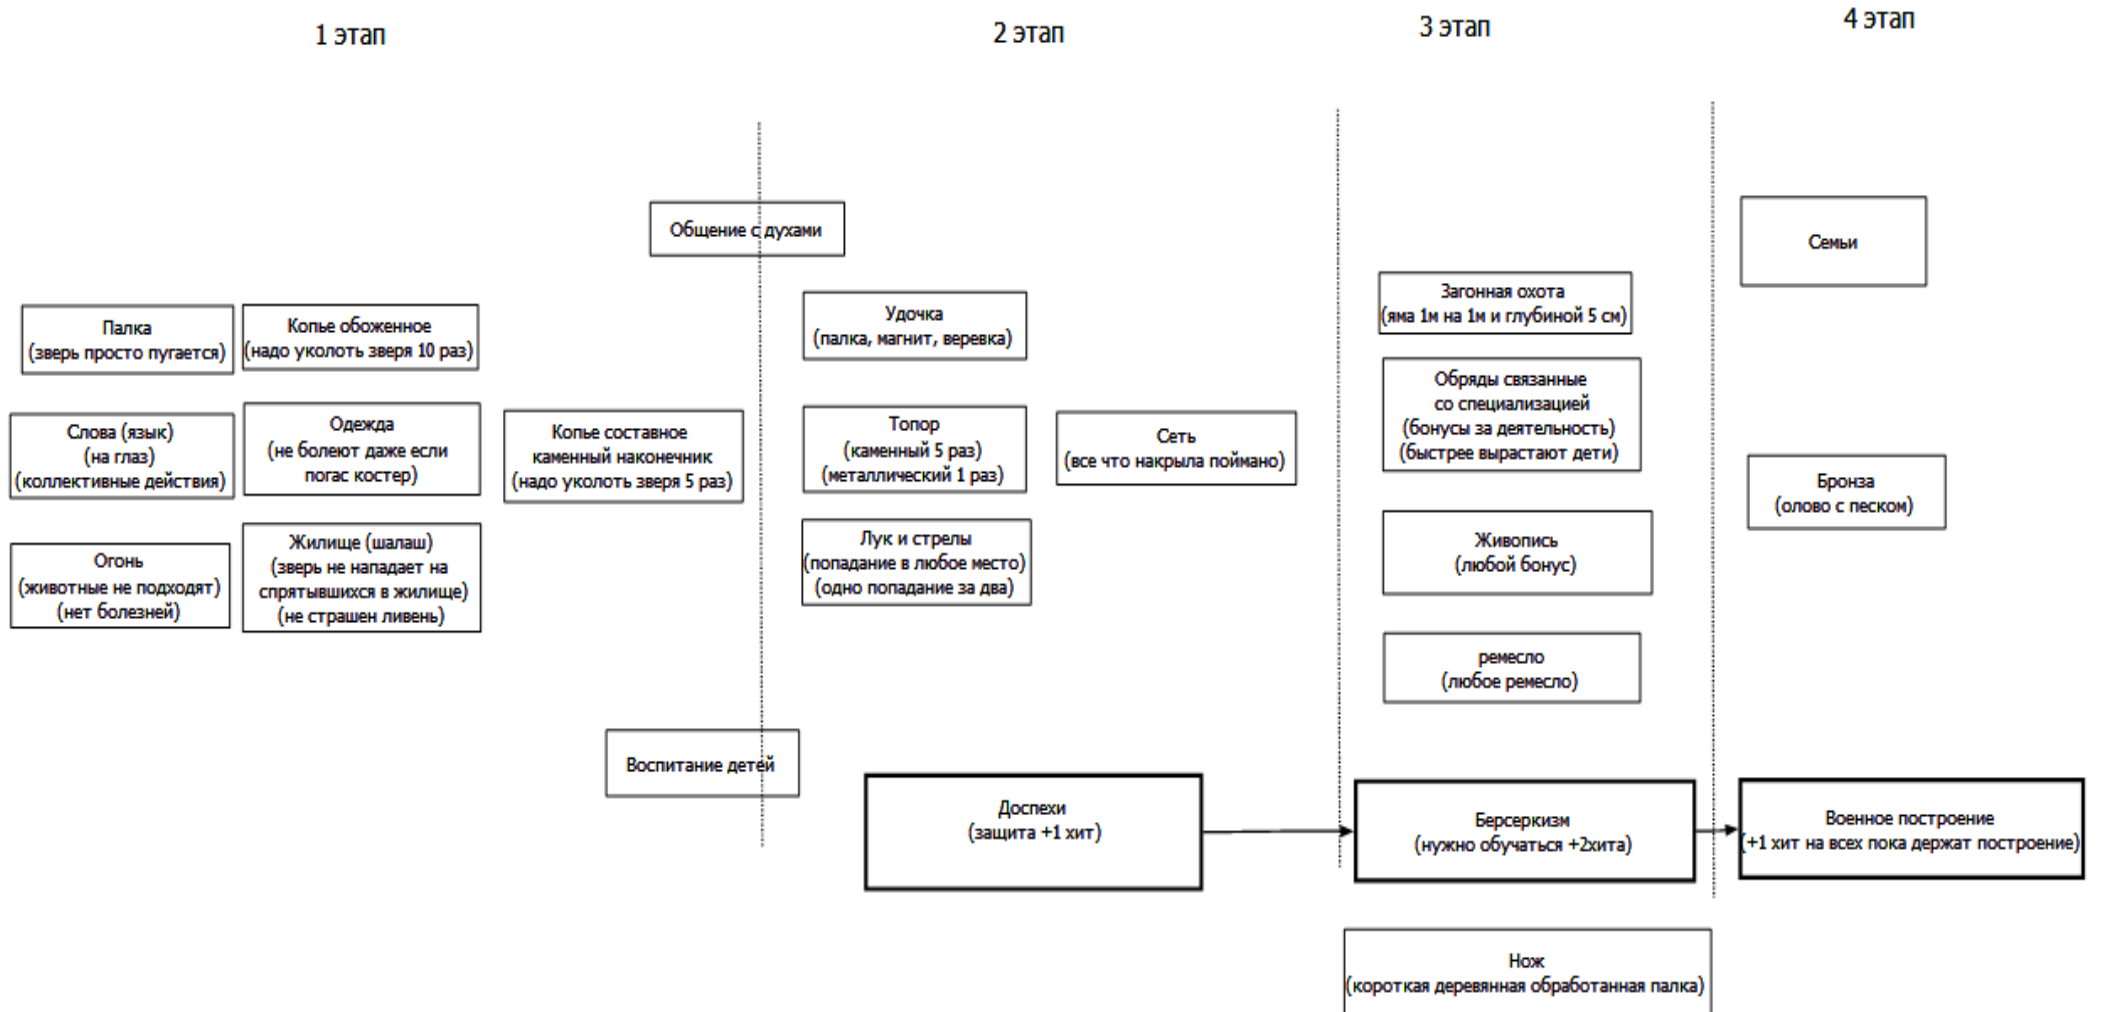 1 этап
2 этап
3 этап
4 этап
Общение с духами
Палка
(зверь просто пугается)
Копье обоженное
(надо уколоть зверя 10 раз)
Слова (язык)
(на глаз)
(коллективные действия)
Одежда
(не болеют даже если
погас костер)
Копье составное
каменный наконечник
(надо уколоть зверя 5 раз)
Огонь
(животные не подходят)
(нет болезней)
Жилище (шалаш)
(зверь не нападает на
спрятывшихся в жилище)
(не страшен ливень)
Воспитание детей
Удочка
(палка, магнит, веревка)
Топор
(каменный 5 раз)
(металлический 1 раз)
Сеть
(все что накрыла поймано)
Лук и стрелы
(попадание в любое место)
(одно попадание за два)
Доспехи
(защита +1 хит)
Загонная охота
(яма 1м на 1м и глубиной 5 см)
Обряды связанные
со специализацией
(бонусы за деятельность)
(быстрее вырастают дети)
Живопись
(любой бонус)
ремесло
(любое ремесло)
Берсеркизм
(нужно обучаться +2хита)
Нож
(короткая деревянная обработанная палка)
Семьи
Бронза
(олово с песком)
Военное построение
(+1 хит на всех пока держат построение)